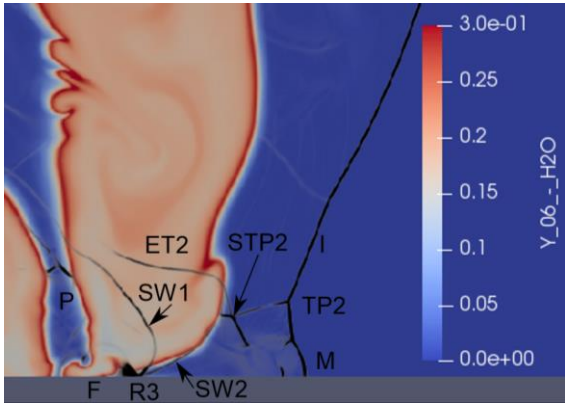 3.0e-01
0.25
0.2
0.15
0.1
0.05
0.0e+00
Y_06_-_H2O
ET2
STP2
I
P
SW1
TP2
M
F
R3
SW2